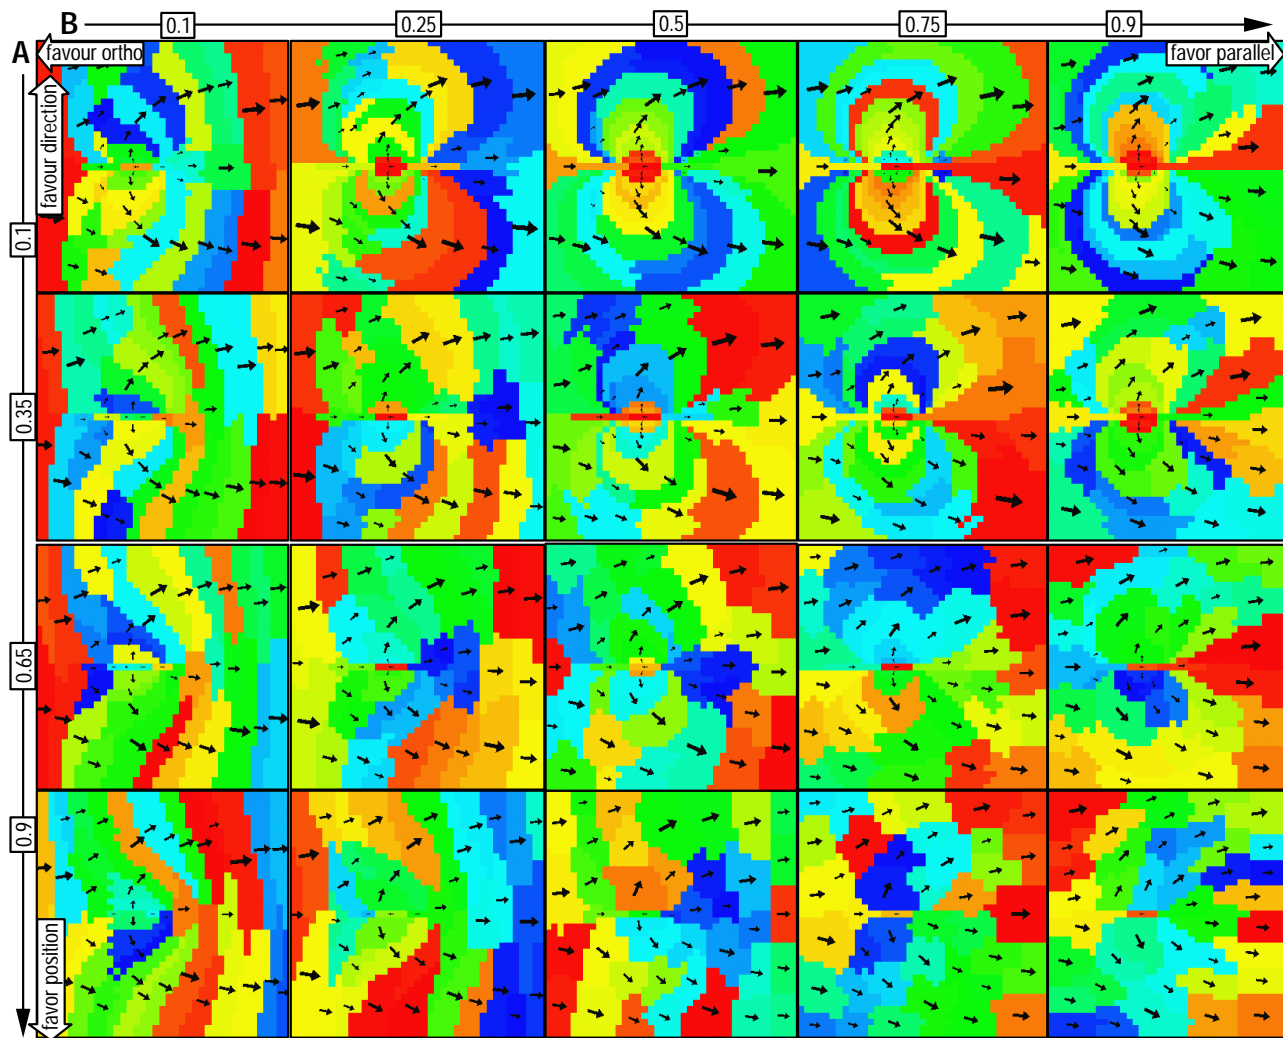 B 0.1 0.25 0.5 0.75 0.9
A favour ortho favor parallel
favour direction
0.1
0.35
0.65
0.9
favor position